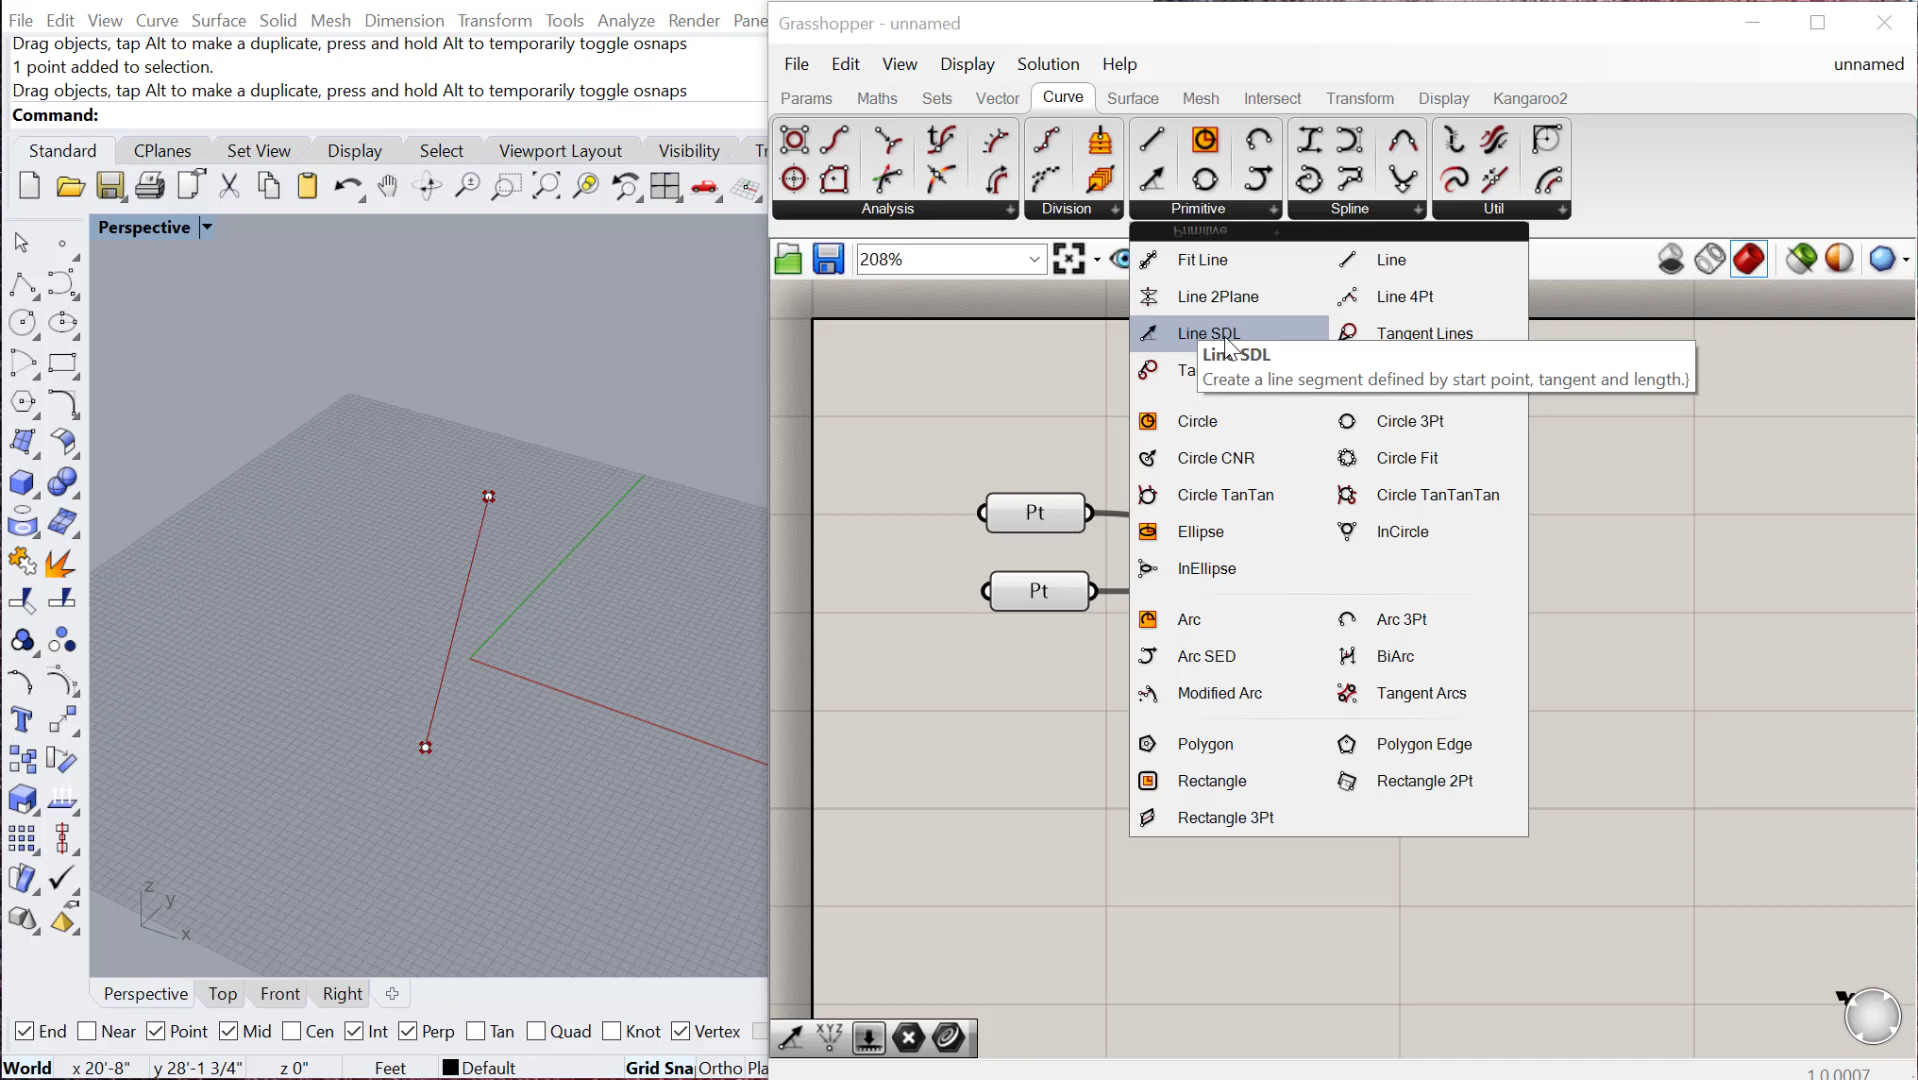 File Edit View Curve Surface Solid Mesh Dimension Transform Tools Analyze Render Pane
Drag objects, tap Alt to make a duplicate, press and hold Alt to temporarily toggle osnaps
1 point added to selection.
Drag objects, tap Alt to make a duplicate, press and hold Alt to temporarily toggle osnaps
Command:
Standard CPlanes Set View Display Select Viewport Layout Visibility Tr
Perspective
z
y
x
Perspective Top Front Right
End Near Point Mid Cen Int Perp Tan Quad Knot Vertex
World x 20'-8" y 28'-1 3/4" z 0" Feet Default Grid Sna Ortho Pla
Grasshopper - unnamed
File Edit View Display Solution Help unnamed
Params Maths Sets Vector Curve Surface Mesh Intersect Transform Display Kangaroo2
Analysis Division Primitive Spline Util
208%
Primitive
Fit Line Line
Line 2Plane Line 4Pt
Line SDL Tangent Lines
Line SDL
Ta
Create a line segment defined by start point, tangent and length.}
Circle Circle 3Pt
Circle CNR Circle Fit
Circle TanTan Circle TanTanTan
Ellipse InCircle
InEllipse
Arc Arc 3Pt
Arc SED BiArc
Modified Arc Tangent Arcs
Polygon Polygon Edge
Rectangle Rectangle 2Pt
Rectangle 3Pt
Pt
Pt
XYZ
1.0.0007